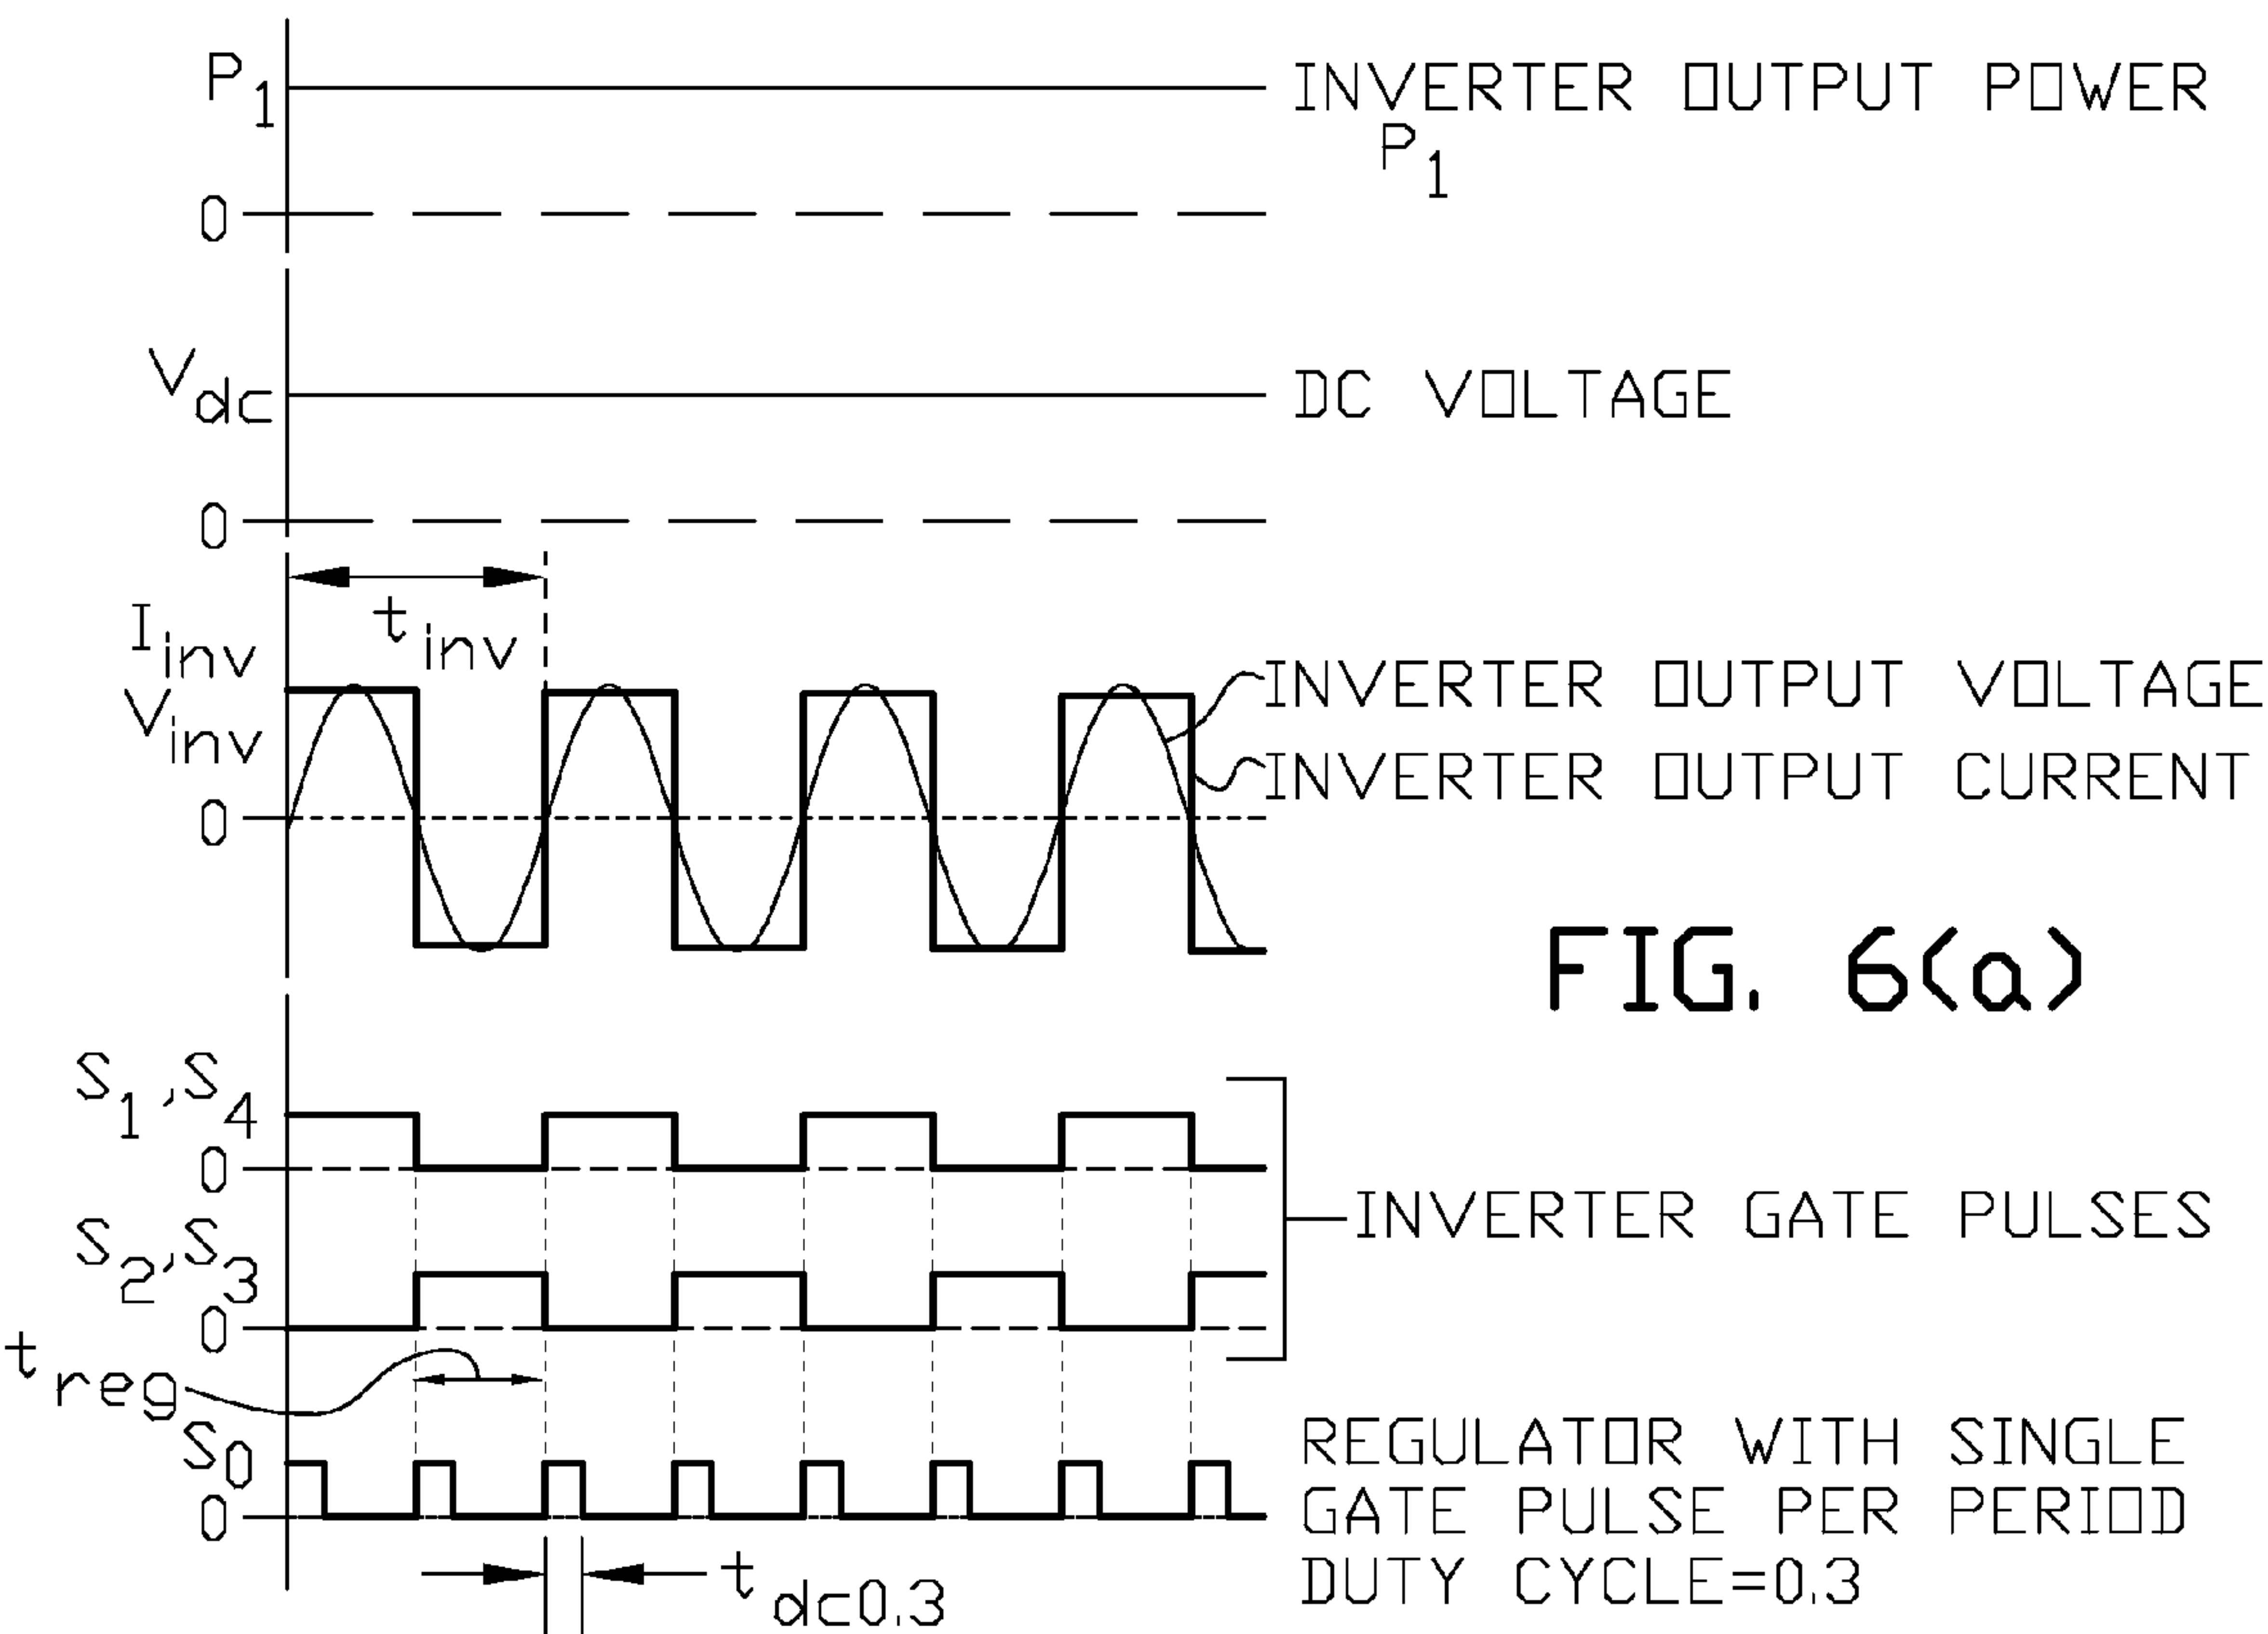 P1
INVERTER OUTPUT POWER
P1
0
Vdc
DC VOLTAGE
0
tinv
Iinv
Vinv
INVERTER OUTPUT VOLTAGE
INVERTER OUTPUT CURRENT
0
FIG. 6(a)
S1,S4
0
INVERTER GATE PULSES
S2,S3
0
treg
S0
0
REGULATOR WITH SINGLE
GATE PULSE PER PERIOD
DUTY CYCLE=0.3
tdc0.3